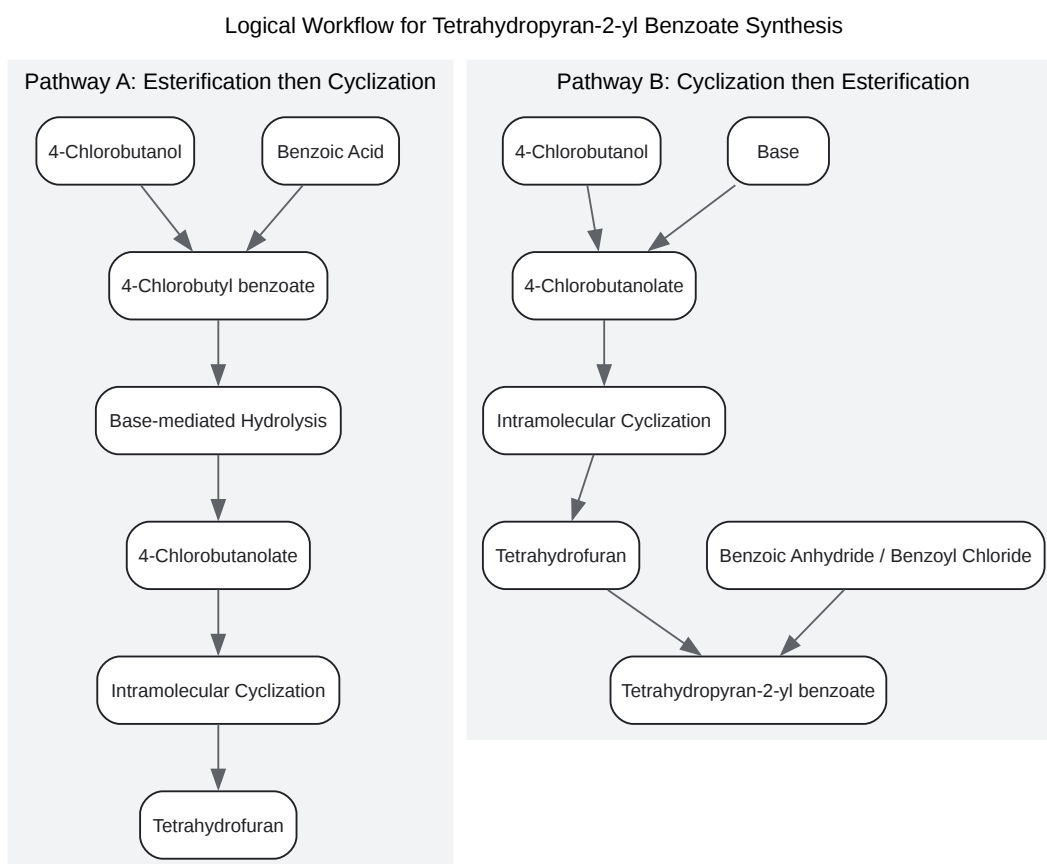 Logical Workflow for Tetrahydropyran-2-yl Benzoate Synthesis
Pathway A: Esterification then Cyclization
4-Chlorobutanol
Benzoic Acid
4-Chlorobutyl benzoate
Base-mediated Hydrolysis
4-Chlorobutanolate
Intramolecular Cyclization
Tetrahydrofuran
Pathway B: Cyclization then Esterification
4-Chlorobutanol
Base
4-Chlorobutanolate
Intramolecular Cyclization
Tetrahydrofuran
Benzoic Anhydride / Benzoyl Chloride
Tetrahydropyran-2-yl benzoate